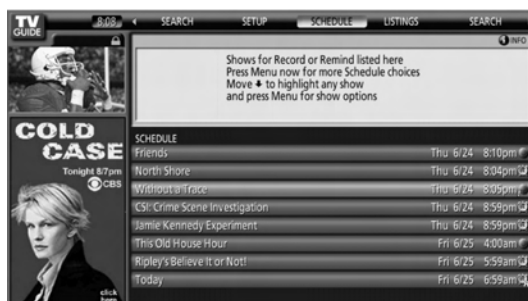 TV
GUIDE
8:08
SEARCH SETUP SCHEDULE LISTINGS SEARCH
INFO
Shows for Record or Remind listed here
Press Menu now for more Schedule choices
Move to highlight any show
and press Menu for show options
COLD
CASE
Tonight 8/7pm
CBS
click
here
SCHEDULE
Friends Thu 6/24 8:10pm
North Shore Thu 6/24 8:04pm
Without a Trace Thu 6/24 8:05pm
CSI: Crime Scene Investigation Thu 6/24 8:59pm
Jamie Kennedy Experiment Thu 6/24 8:59pm
This Old House Hour Fri 6/25 4:00am
Ripley's Believe It or Not! Fri 6/25 5:59am
Today Fri 6/25 6:59am